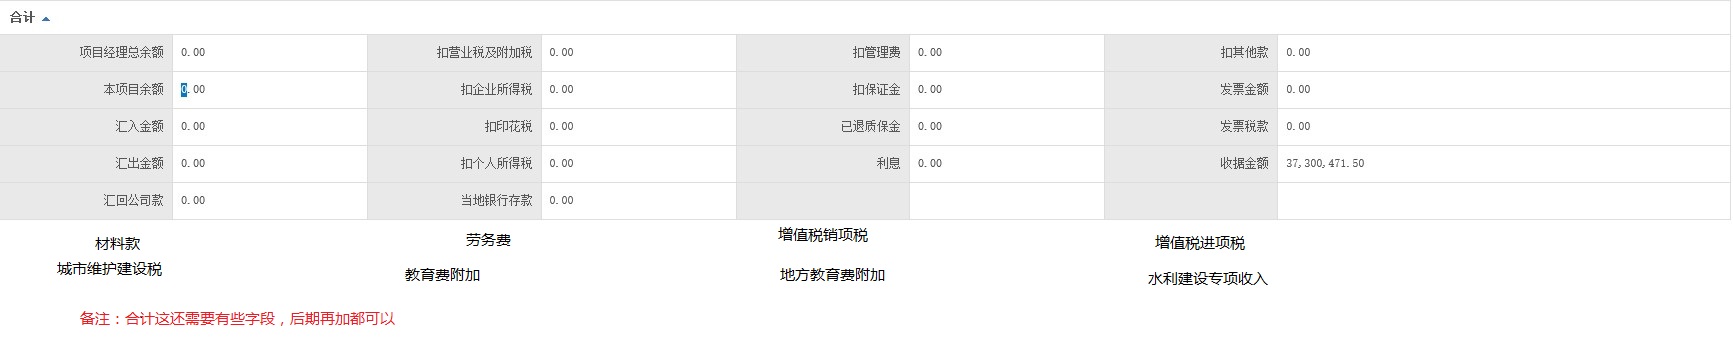 合计
项目经理总余额 0.00 扣营业税及附加税 0.00 扣管理费 0.00 扣其他款 0.00
本项目余额 0.00 扣企业所得税 0.00 扣保证金 0.00 发票金额 0.00
汇入金额 0.00 扣印花税 0.00 已退质保金 0.00 发票税款 0.00
汇出金额 0.00 扣个人所得税 0.00 利息 0.00 收据金额 37,300,471.50
汇回公司款 0.00 当地银行存款 0.00
材料款 劳务费 增值税销项税 增值税进项税
城市维护建设税 教育费附加 地方教育费附加 水利建设专项收入
备注：合计这还需要有些字段，后期再加都可以